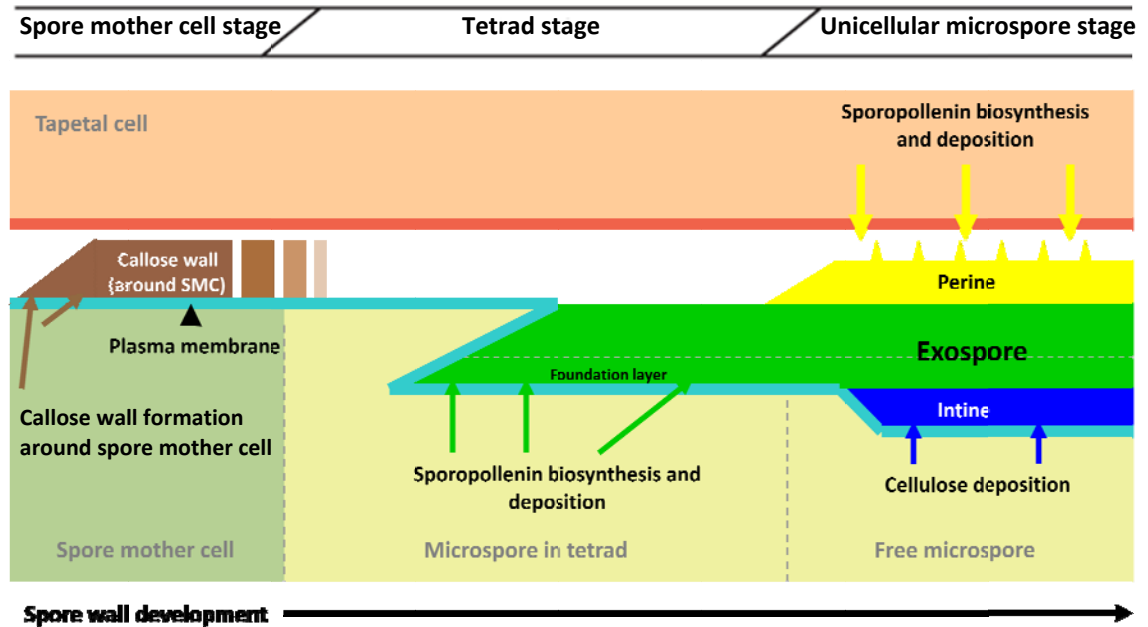 Spore mother cell stage
Tetrad stage
Unicellular microspore stage
Tapetal cell
Sporopollenin biosynthesis
and deposition
Callose wall
(around SMC)
Perine
Plasma membrane
Exospore
Foundation layer
Intine
Callose wall formation
around spore mother cell
Sporopollenin biosynthesis and
deposition
Cellulose deposition
Spore mother cell
Microspore in tetrad
Free microspore
Spore wall development